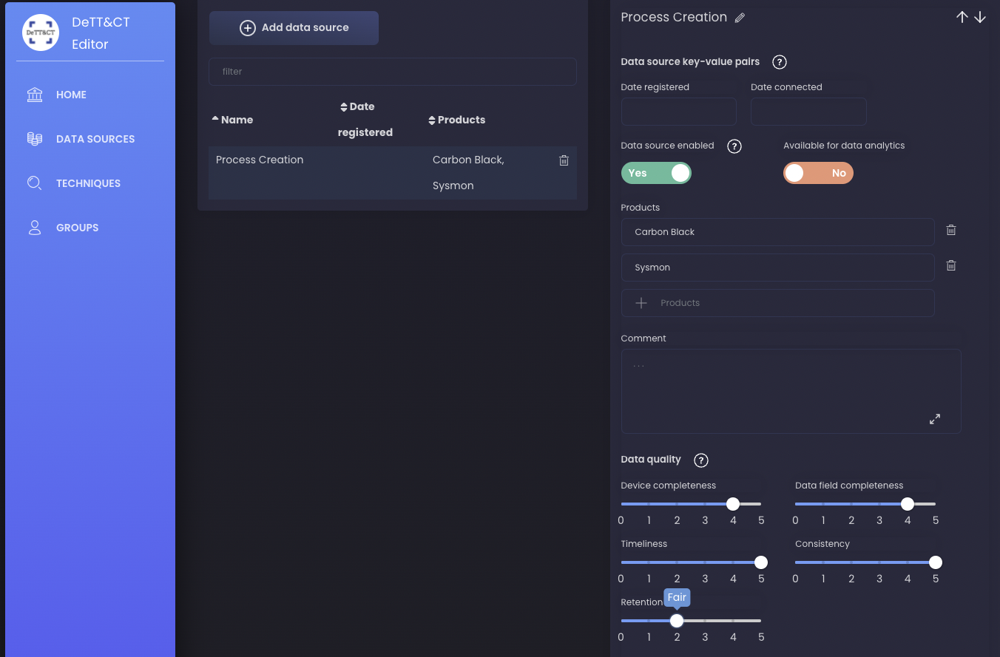 DeTT&CT
DeTT&CT
Editor
HOME
DATA SOURCES
TECHNIQUES
GROUPS
Add data source
filter
Name
Date
registered
Products
Process Creation
Carbon Black,
Sysmon
Process Creation
Data source key-value pairs ?
Date registered Date connected
Data source enabled ? Available for data analytics
Yes No
Products
Carbon Black
Sysmon
Products
Comment
...
Data quality ?
Device completeness Data field completeness
0 1 2 3 4 5 0 1 2 3 4 5
Timeliness Consistency
0 1 2 3 4 5 0 1 2 3 4 5
Retention Fair
0 1 2 3 4 5